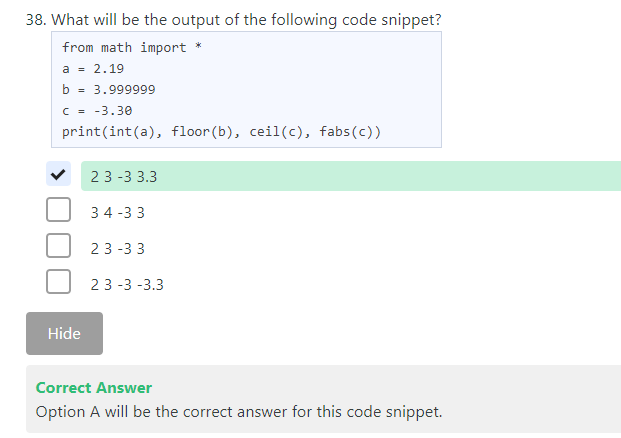 38. What will be the output of the following code snippet?
from math import *
a = 2.19
b = 3.999999
c = -3.30
print(int(a), floor(b), ceil(c), fabs(c))
2 3 -3 3.3
3 4 -3 3
2 3 -3 3
2 3 -3 -3.3
Hide
Correct Answer
Option A will be the correct answer for this code snippet.